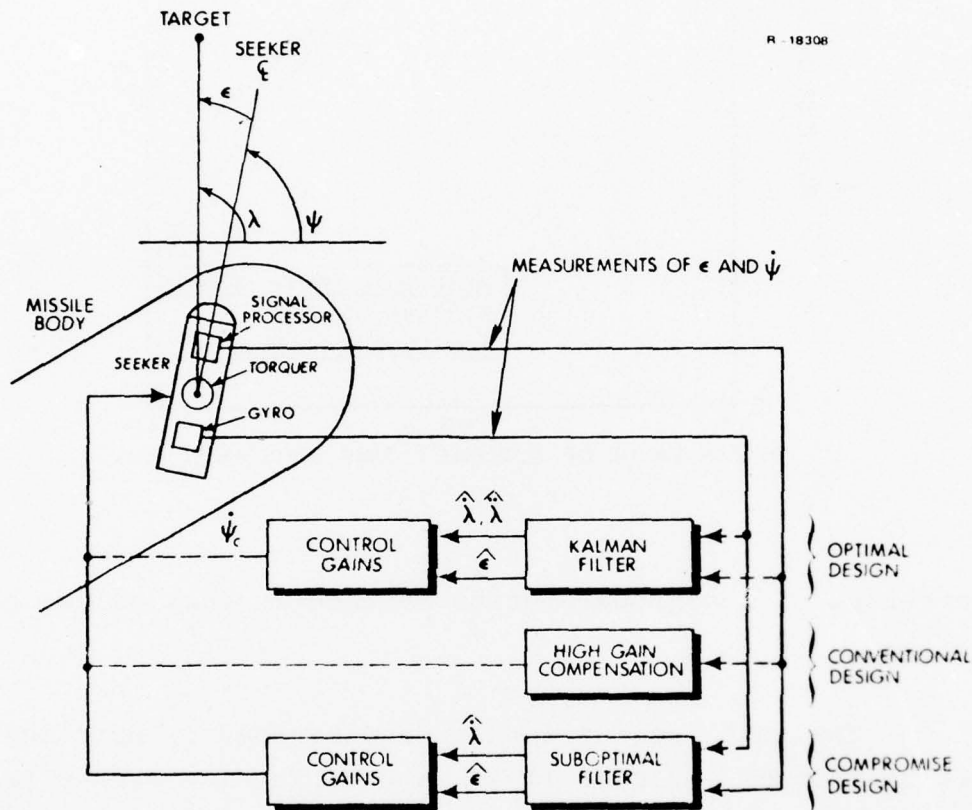 TARGET
R-18308
SEEKER
℄
ϵ
λ
ψ
MEASUREMENTS OF ϵ AND ψ̇
MISSILE
BODY
SIGNAL
PROCESSOR
SEEKER
TORQUER
GYRO
ψ̇c
CONTROL
GAINS
λ̇̂, λ̈̂
ϵ̂
KALMAN
FILTER
OPTIMAL
DESIGN
HIGH GAIN
COMPENSATION
CONVENTIONAL
DESIGN
CONTROL
GAINS
λ̇̂
ϵ̂
SUBOPTIMAL
FILTER
COMPROMISE
DESIGN